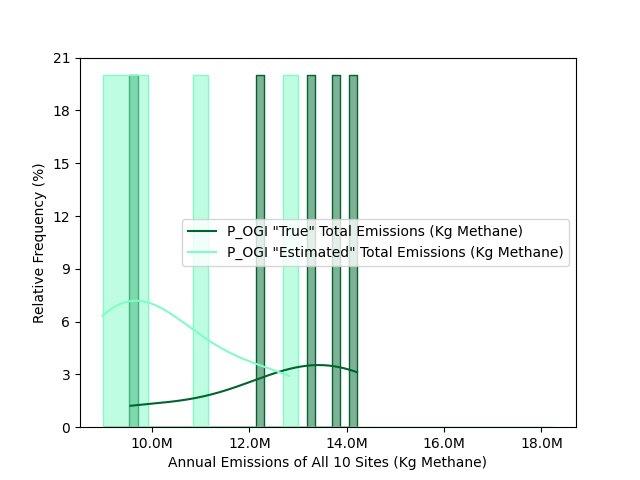 21
18
15
12
9
6
3
0
Relative Frequency (%)
P_OGI "True" Total Emissions (Kg Methane)
P_OGI "Estimated" Total Emissions (Kg Methane)
10.0M 12.0M 14.0M 16.0M 18.0M
Annual Emissions of All 10 Sites (Kg Methane)